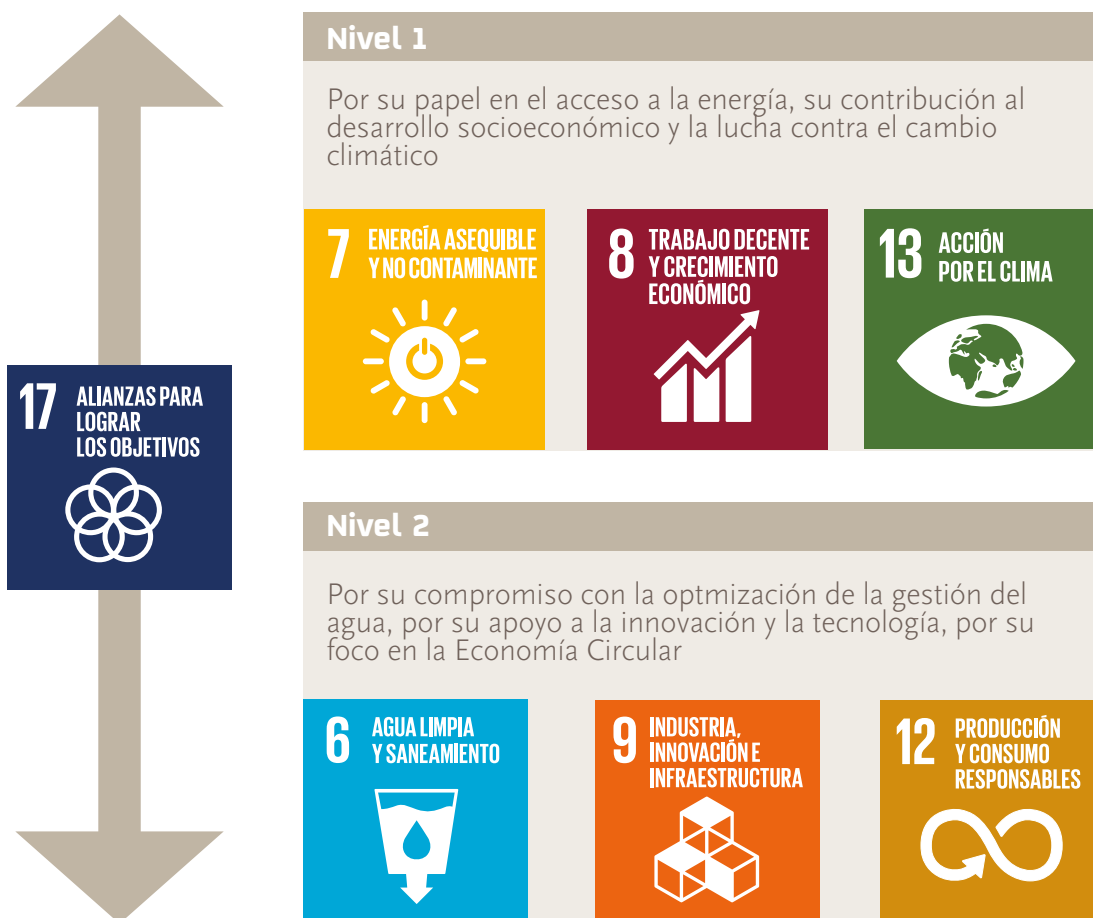 Nivel 1
Por su papel en el acceso a la energía, su contribución al
desarrollo socioeconómico y la lucha contra el cambio
climático
7 ENERGÍA ASEQUIBLE
Y NO CONTAMINANTE
8 TRABAJO DECENTE
Y CRECIMIENTO
ECONÓMICO
13 ACCIÓN
POR EL CLIMA
17 ALIANZAS PARA
LOGRAR
LOS OBJETIVOS
Nivel 2
Por su compromiso con la optmización de la gestión del
agua, por su apoyo a la innovación y la tecnología, por su
foco en la Economía Circular
6 AGUA LIMPIA
Y SANEAMIENTO
9 INDUSTRIA,
INNOVACIÓN E
INFRAESTRUCTURA
12 PRODUCCIÓN
Y CONSUMO
RESPONSABLES